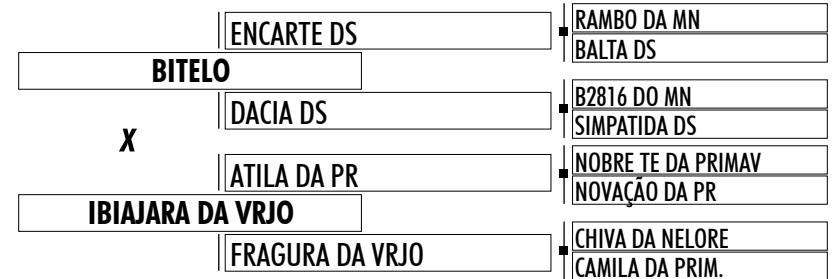 ENCARTE DS
RAMBO DA MN
BALTA DS
BITELO
DACIA DS
B2816 DO MN
SIMPATIDA DS
X
ATILA DA PR
NOBRE TE DA PRIMAV
NOVAÇÃO DA PR
IBIAJARA DA VRJO
FRAGURA DA VRJO
CHIVA DA NELORE
CAMILA DA PRIM.